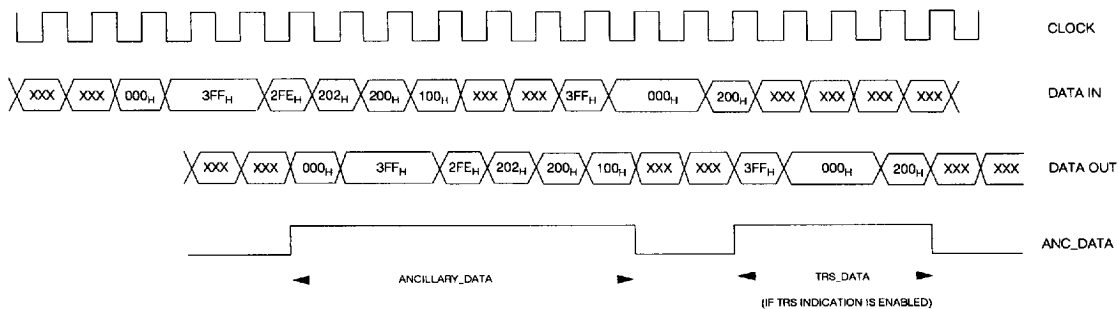 CLOCK
XXX XXX 000H 3FFH 2FEH 202H 200H 100H XXX XXX 3FFH 000H 200H XXX XXX XXX XXX DATA IN
XXX XXX 000H 3FFH 2FEH 202H 200H 100H XXX XXX 3FFH 000H 200H XXX XXX DATA OUT
ANC_DATA
ANCILLARY_DATA TRS_DATA
(IF TRS INDICATION IS ENABLED)